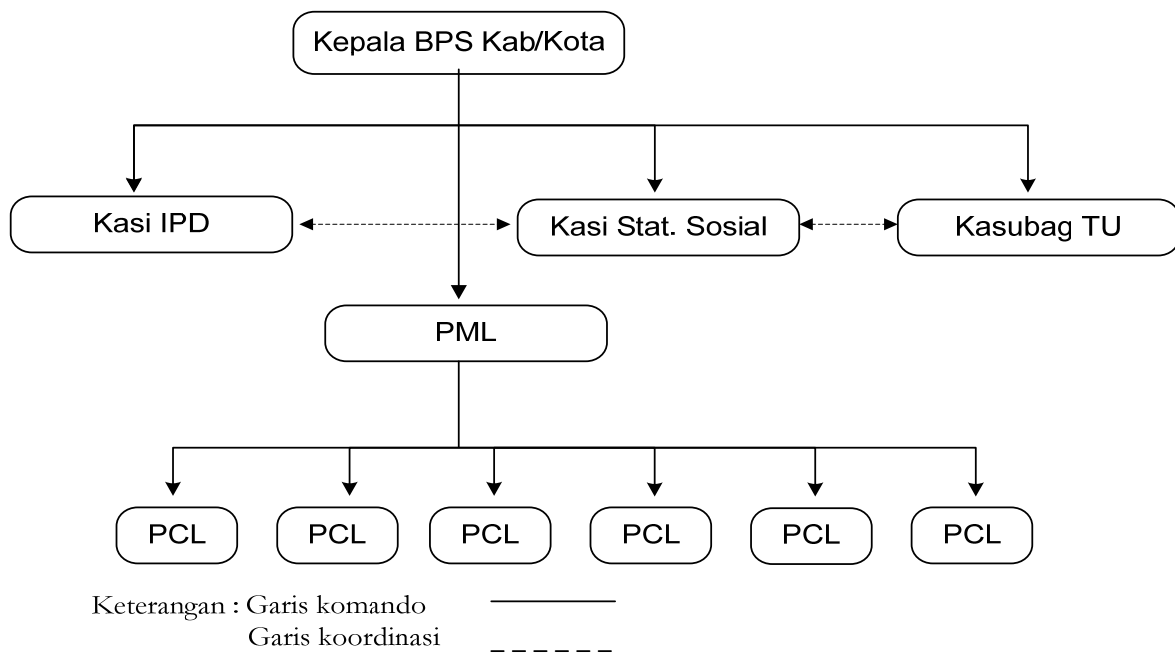 Kepala BPS Kab/Kota
Kasi IPD
Kasi Stat. Sosial
Kasubag TU
PML
PCL
PCL
PCL
PCL
PCL
PCL
Keterangan : Garis komando
Garis koordinasi